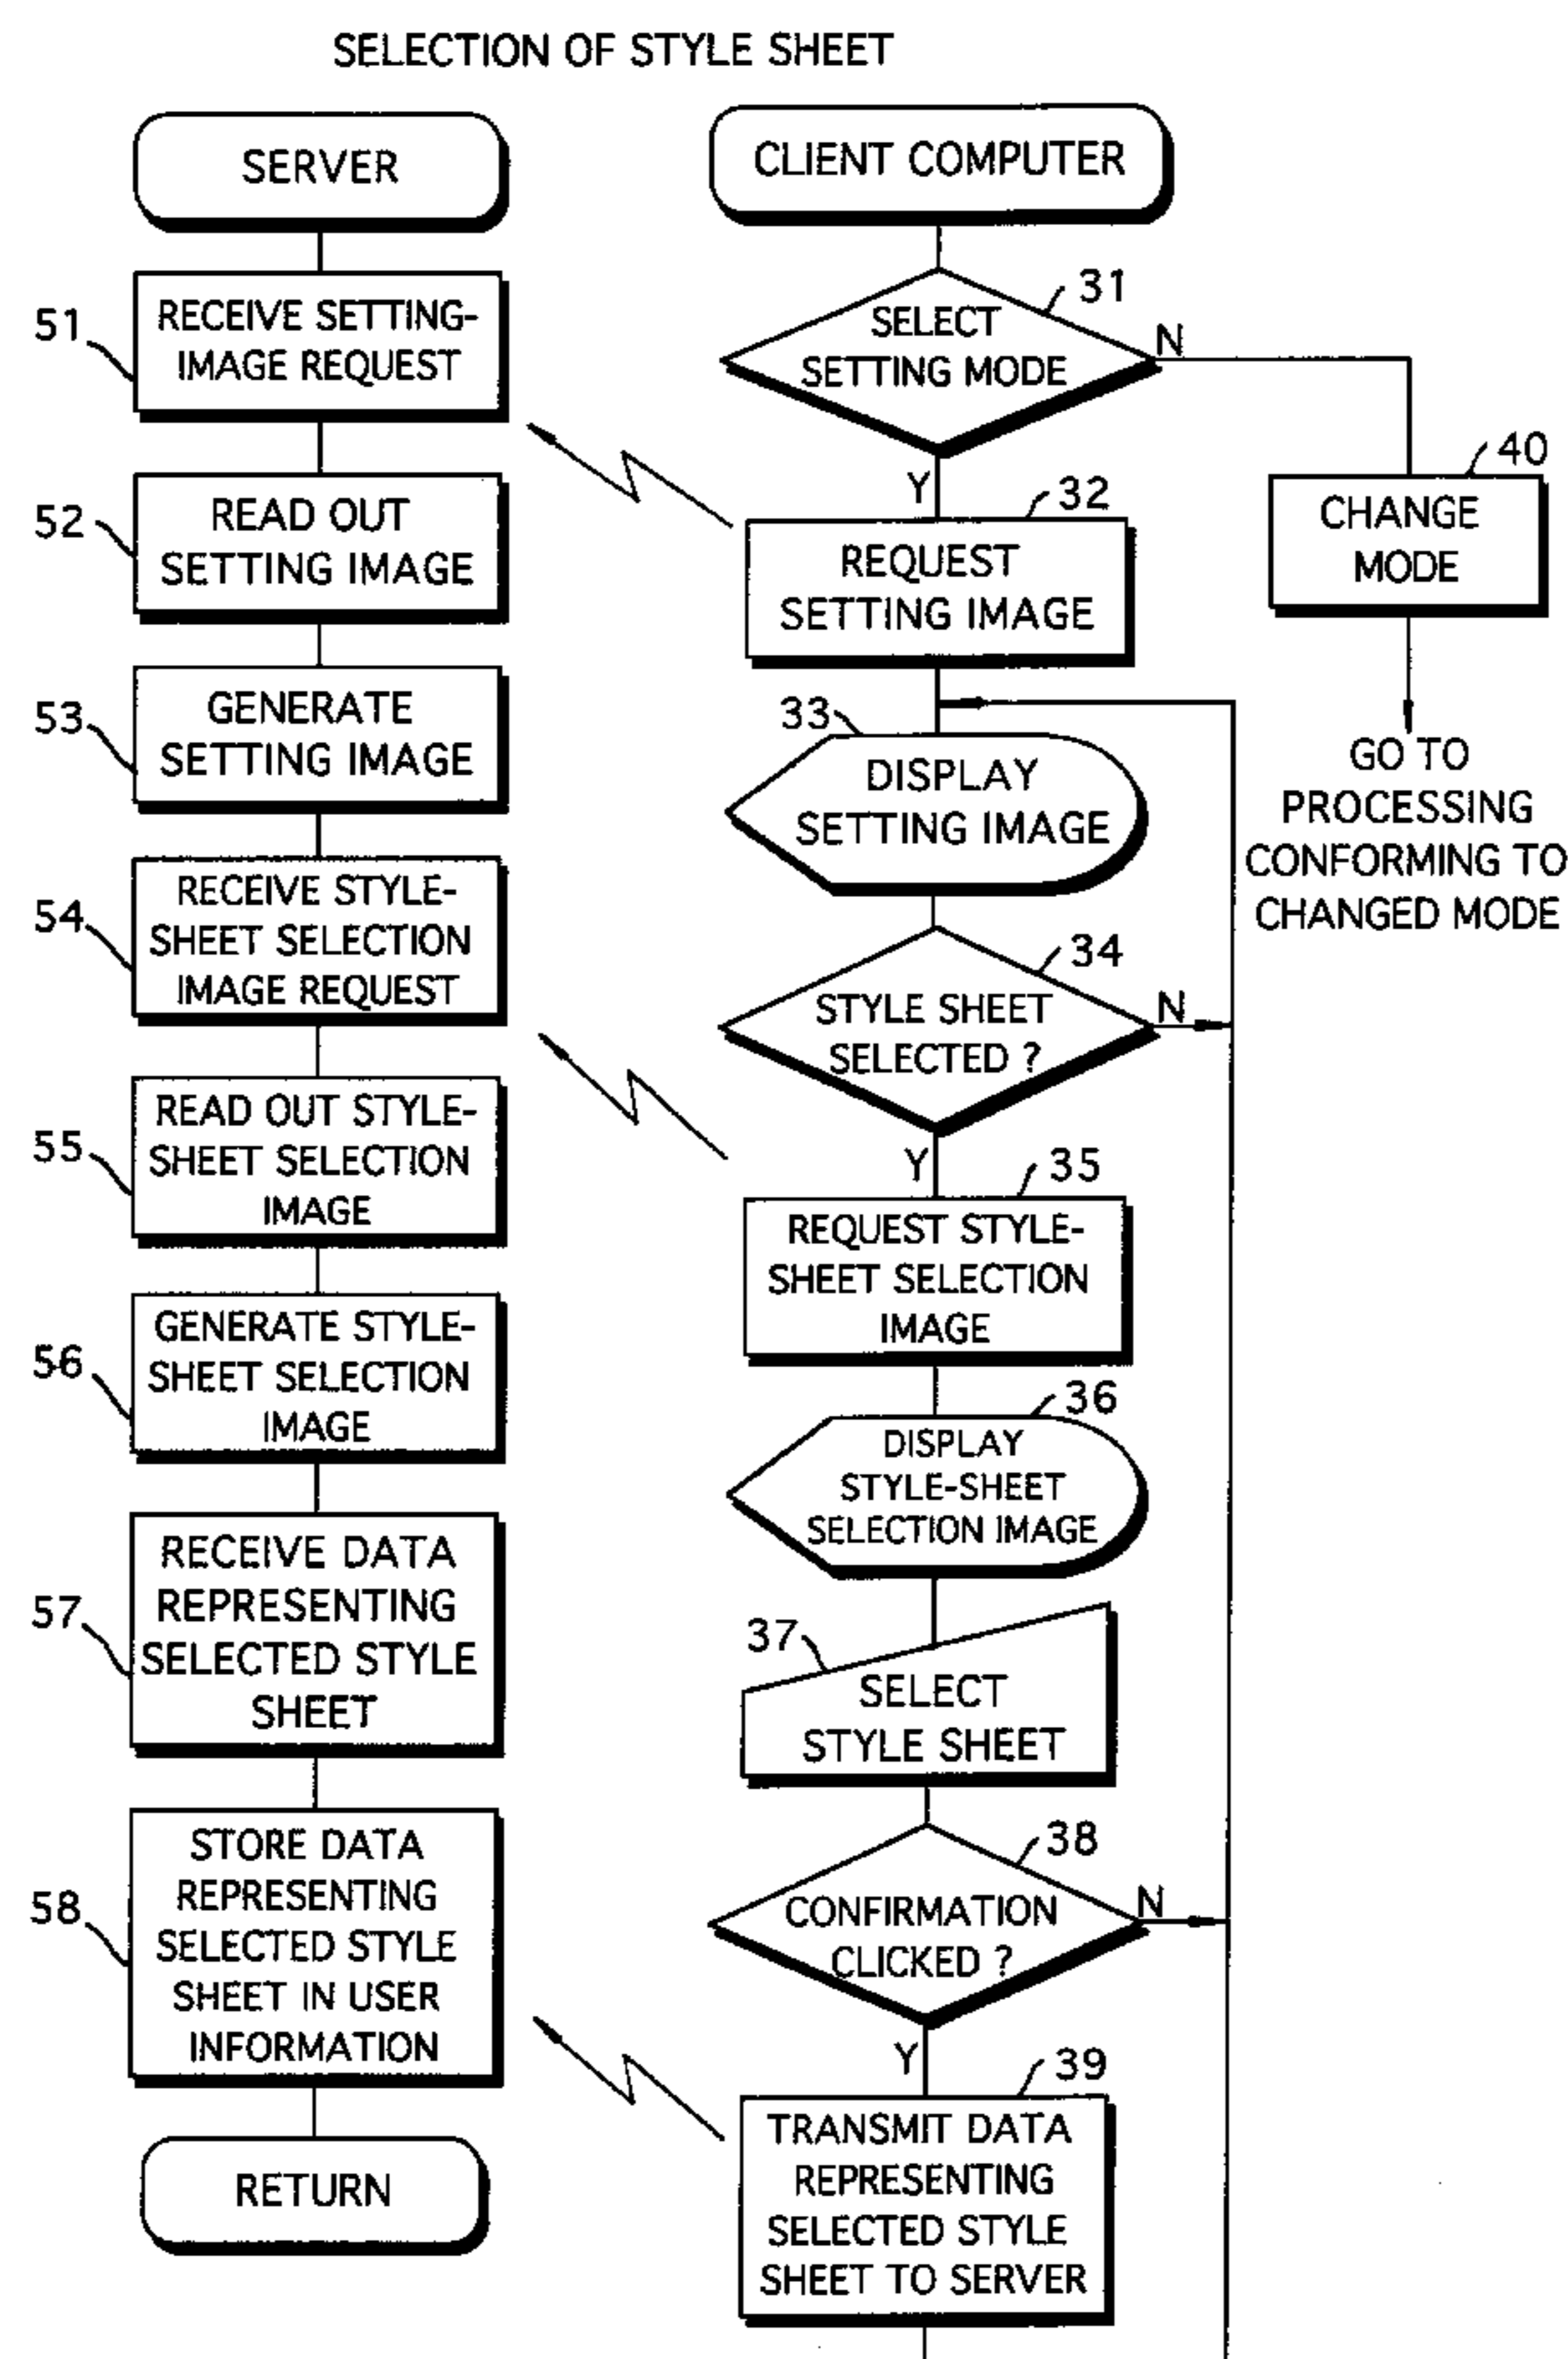 SELECTION OF STYLE SHEET
SERVER
51
RECEIVE SETTING-
IMAGE REQUEST
52
READ OUT
SETTING IMAGE
53
GENERATE
SETTING IMAGE
54
RECEIVE STYLE-
SHEET SELECTION
IMAGE REQUEST
55
READ OUT STYLE-
SHEET SELECTION
IMAGE
56
GENERATE STYLE-
SHEET SELECTION
IMAGE
57
RECEIVE DATA
REPRESENTING
SELECTED STYLE
SHEET
58
STORE DATA
REPRESENTING
SELECTED STYLE
SHEET IN USER
INFORMATION
RETURN
CLIENT COMPUTER
31
SELECT
SETTING MODE
N
Y
32
REQUEST
SETTING IMAGE
33
DISPLAY
SETTING IMAGE
34
STYLE SHEET
SELECTED ?
N
Y
35
REQUEST STYLE-
SHEET SELECTION
IMAGE
36
DISPLAY
STYLE-SHEET
SELECTION IMAGE
37
SELECT
STYLE SHEET
38
CONFIRMATION
CLICKED ?
N
Y
39
TRANSMIT DATA
REPRESENTING
SELECTED STYLE
SHEET TO SERVER
40
CHANGE
MODE
GO TO
PROCESSING
CONFORMING TO
CHANGED MODE